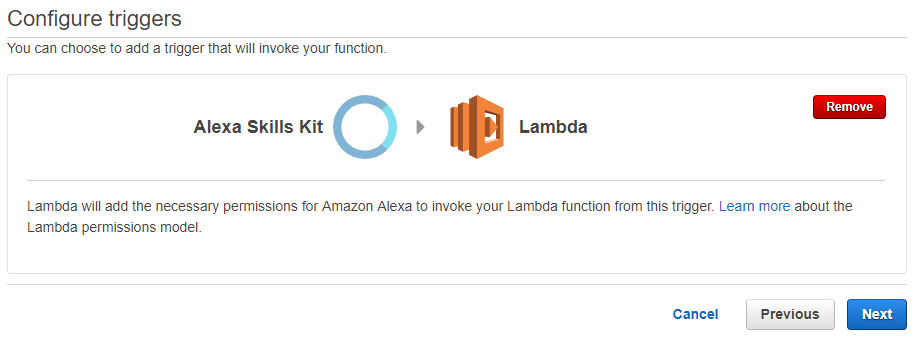 Configure triggers
You can choose to add a trigger that will invoke your function.
Remove
Alexa Skills Kit
Lambda
Lambda will add the necessary permissions for Amazon Alexa to invoke your Lambda function from this trigger. Learn more about the
Lambda permissions model.
Cancel
Previous
Next